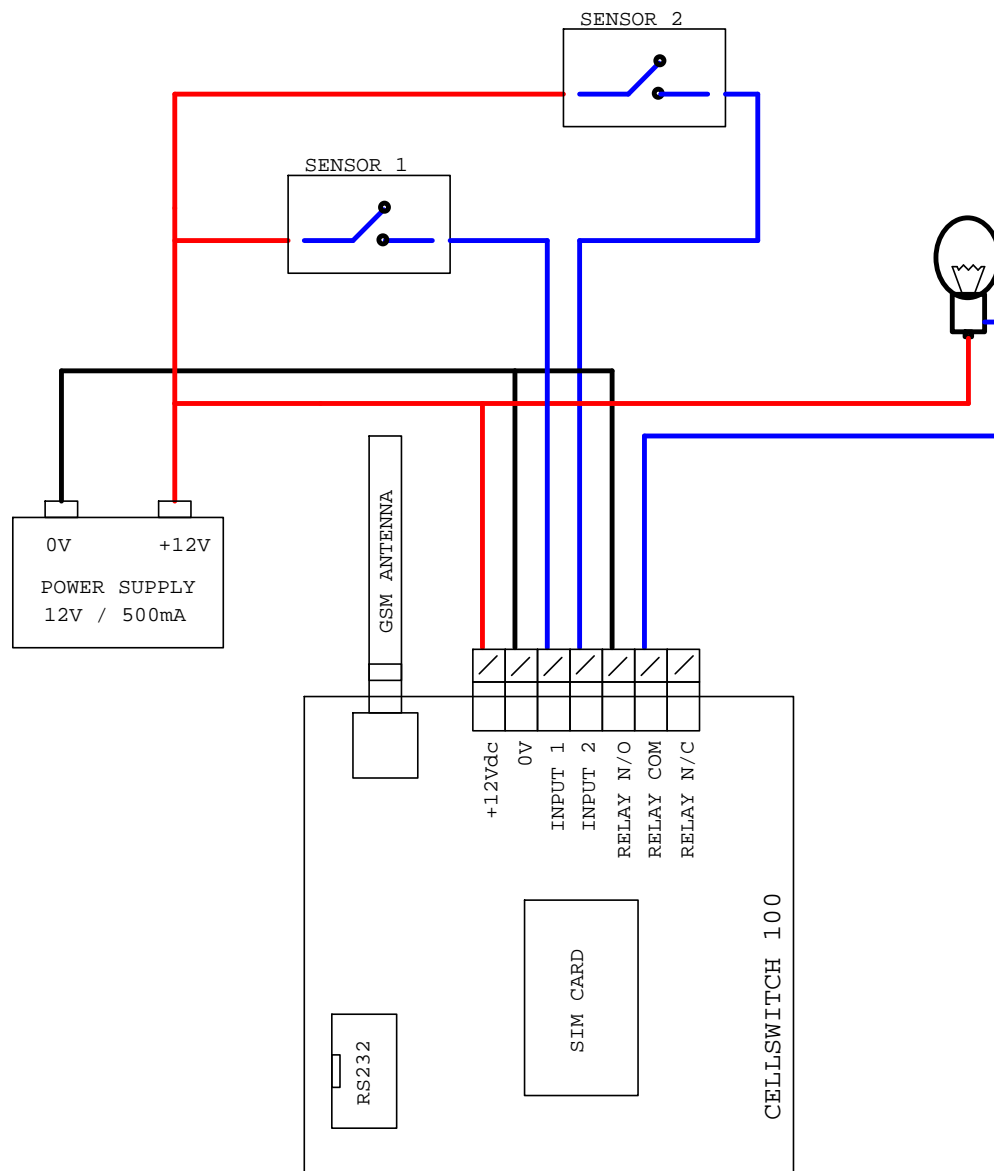 SENSOR 2
SENSOR 1
0V
+12V
POWER SUPPLY
12V / 500mA
GSM ANTENNA
+12Vdc
0V
INPUT 1
INPUT 2
RELAY N/O
RELAY COM
RELAY N/C
SIM CARD
RS232
CELLSWITCH 100